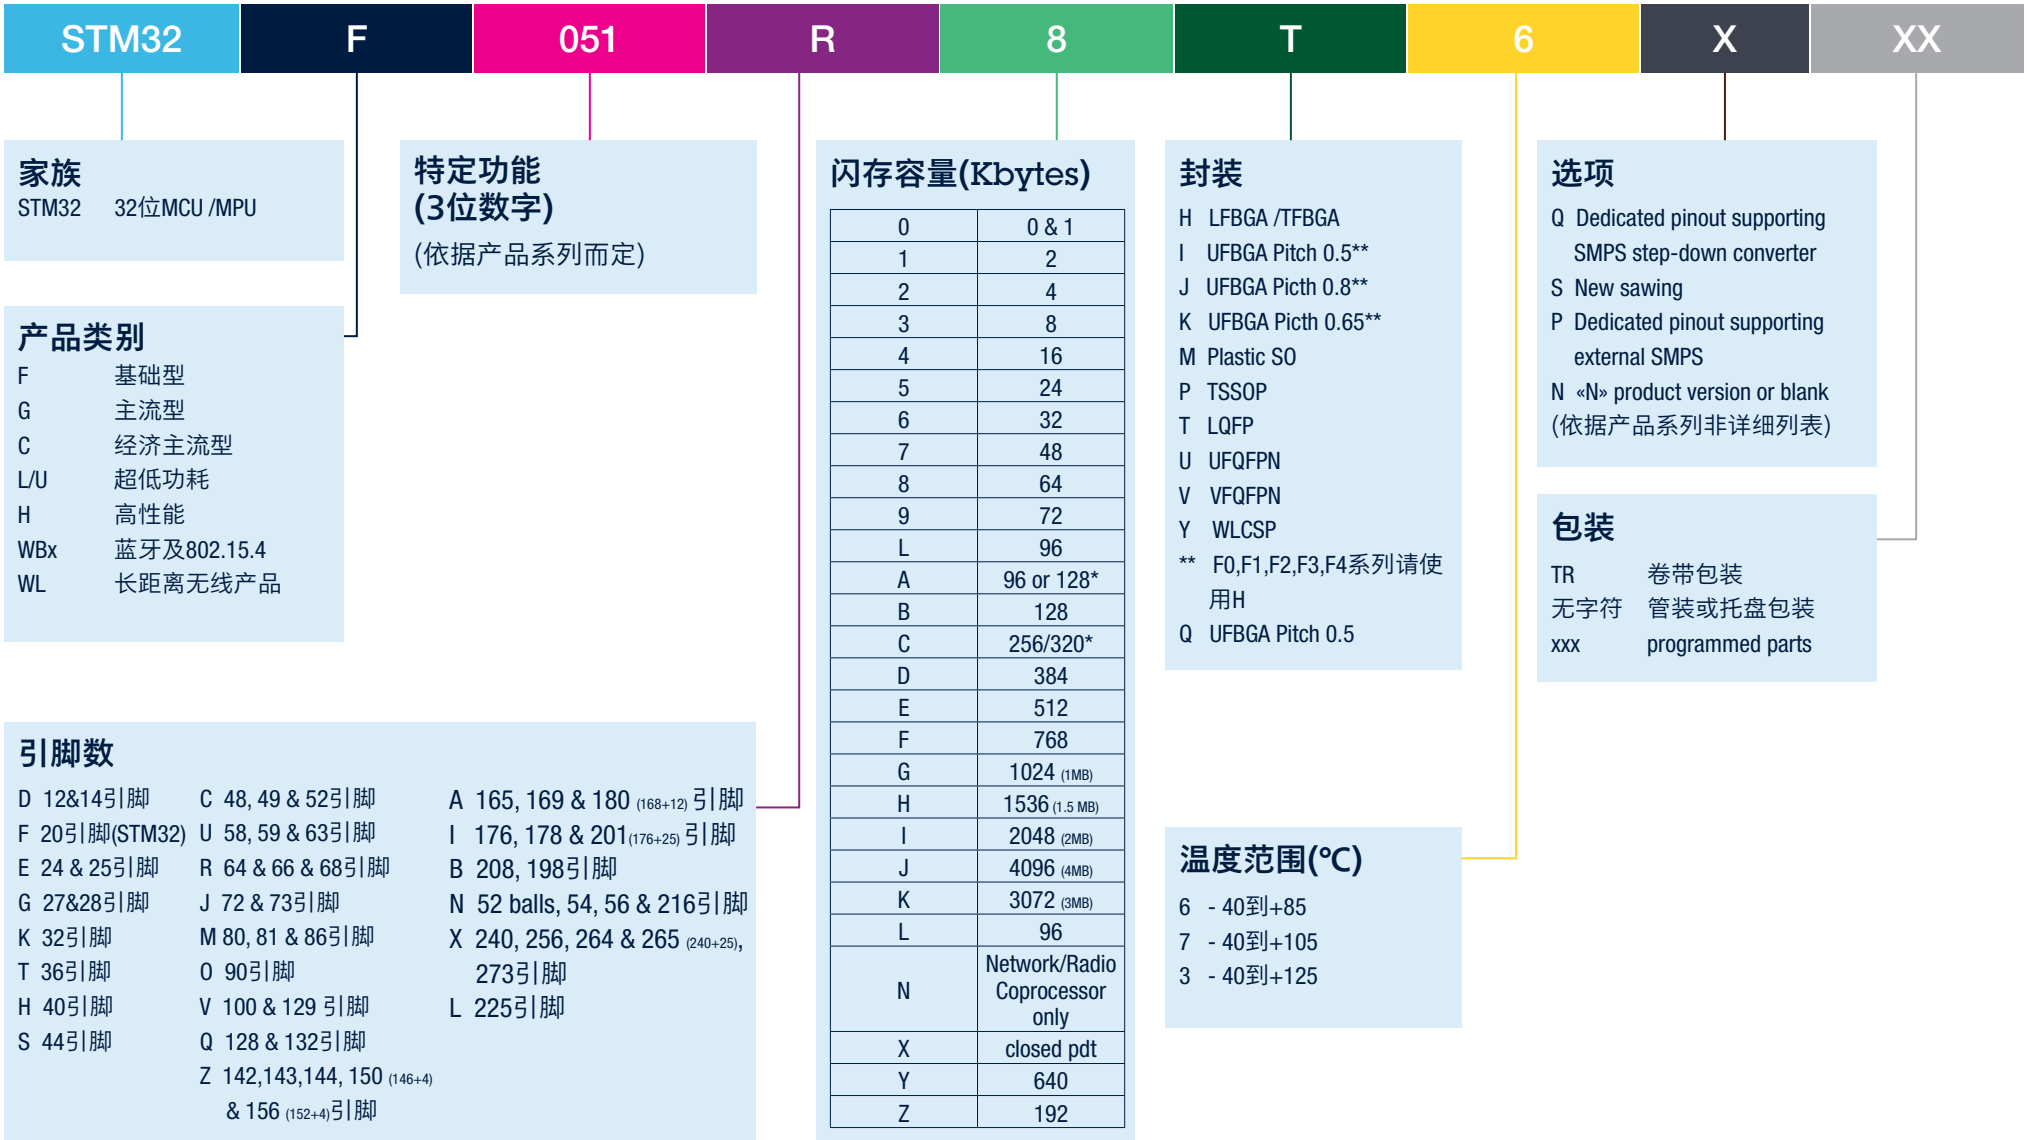 STM32 F 051 R 8 T 6 X XX
家族
STM32 32位MCU /MPU
产品类别
F 基础型
G 主流型
C 经济主流型
L/U 超低功耗
H 高性能
WBx 蓝牙及802.15.4
WL 长距离无线产品
特定功能
(3位数字)
(依据产品系列而定)
引脚数
D 12&14引脚
F 20引脚(STM32)
E 24 & 25引脚
G 27&28引脚
K 32引脚
T 36引脚
H 40引脚
S 44引脚
C 48, 49 & 52引脚
U 58, 59 & 63引脚
R 64 & 66 & 68引脚
J 72 & 73引脚
M 80, 81 & 86引脚
O 90引脚
V 100 & 129 引脚
Q 128 & 132引脚
Z 142,143,144, 150 (146+4)
& 156 (152+4)引脚
A 165, 169 & 180 (168+12) 引脚
I 176, 178 & 201(176+25) 引脚
B 208, 198引脚
N 52 balls, 54, 56 & 216引脚
X 240, 256, 264 & 265 (240+25),
273引脚
L 225引脚
闪存容量(Kbytes)
0 0 & 1
1 2
2 4
3 8
4 16
5 24
6 32
7 48
8 64
9 72
L 96
A 96 or 128*
B 128
C 256/320*
D 384
E 512
F 768
G 1024 (1MB)
H 1536 (1.5 MB)
I 2048 (2MB)
J 4096 (4MB)
K 3072 (3MB)
L 96
N Network/Radio
Coprocessor
only
X closed pdt
Y 640
Z 192
封装
H LFBGA /TFBGA
I UFBGA Pitch 0.5**
J UFBGA Picth 0.8**
K UFBGA Picth 0.65**
M Plastic SO
P TSSOP
T LQFP
U UFQFPN
V VFQFPN
Y WLCSP
** F0,F1,F2,F3,F4系列请使
用H
Q UFBGA Pitch 0.5
温度范围(°C)
6 - 40到+85
7 - 40到+105
3 - 40到+125
选项
Q Dedicated pinout supporting
SMPS step-down converter
S New sawing
P Dedicated pinout supporting
external SMPS
N «N» product version or blank
(依据产品系列非详细列表)
包装
TR 卷带包装
无字符 管装或托盘包装
xxx programmed parts